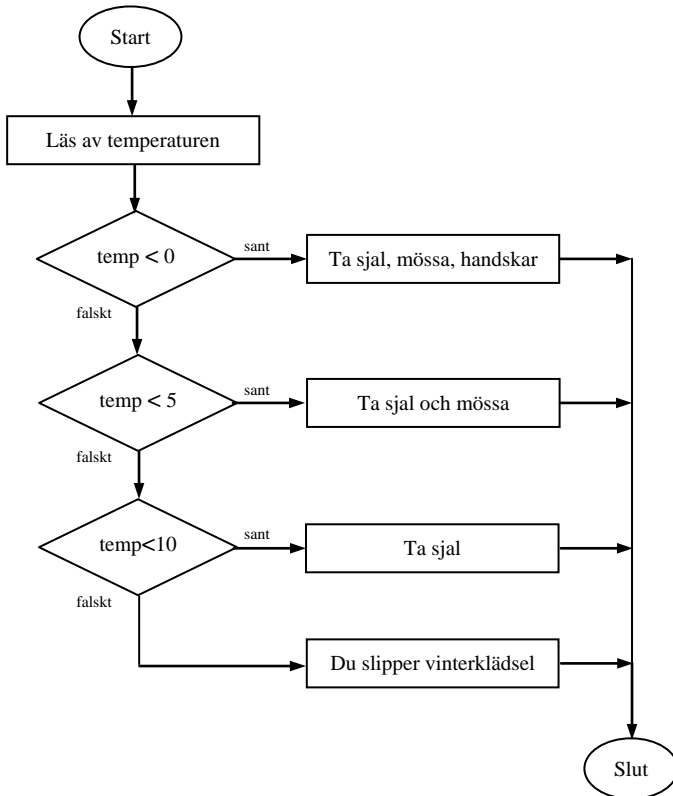 Start
Läs av temperaturen
temp < 0
sant
Ta sjal, mössa, handskar
falskt
temp < 5
sant
Ta sjal och mössa
falskt
temp<10
sant
Ta sjal
falskt
Du slipper vinterklädsel
Slut